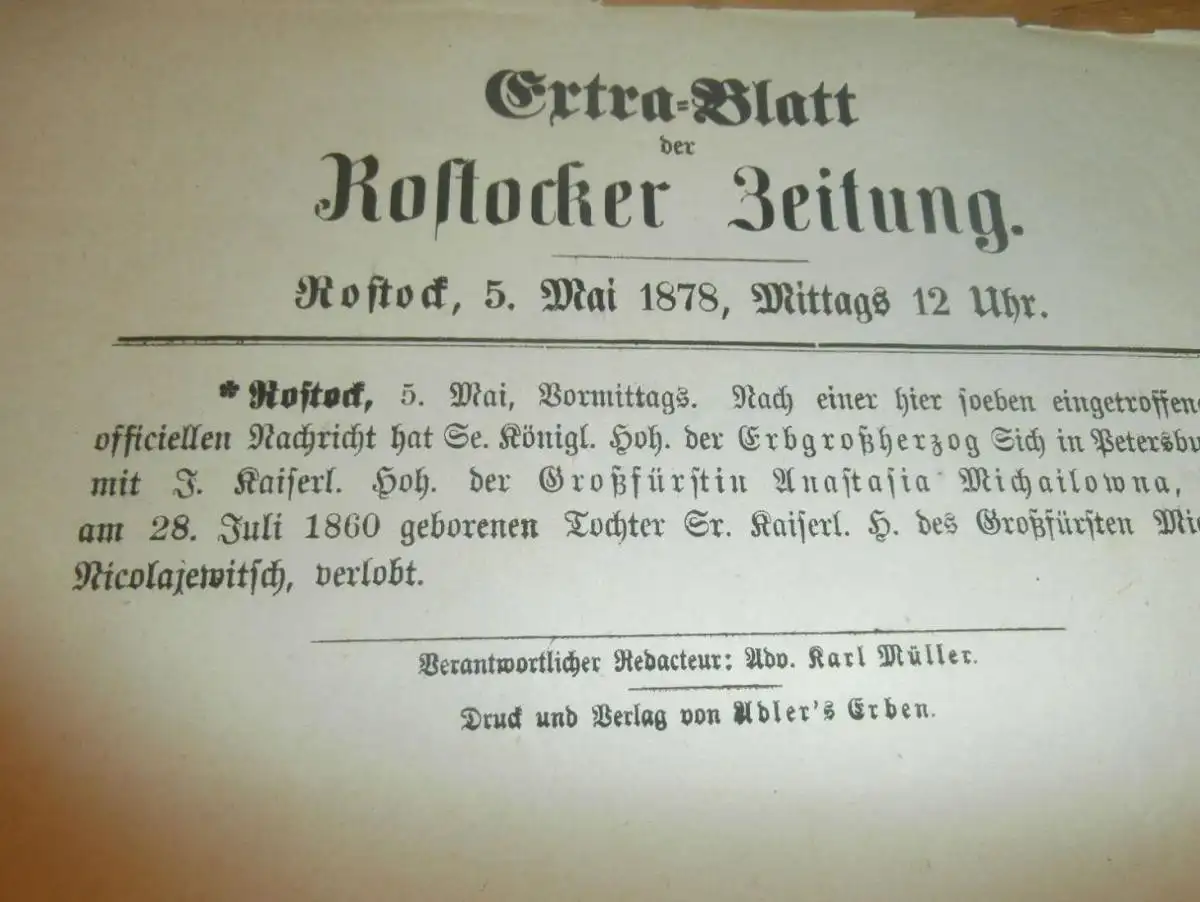 Extra-Blatt
der
Rostocker Zeitung.
Rostock, 5. Mai 1878, Mittags 12 Uhr.
* Rostock, 5. Mai, Vormittags. Nach einer hier soeben eingetroffen
officiellen Nachricht hat Se. Königl. Hoh. der Erbgroßherzog Sich in Petersbu
mit J. Kaiserl. Hoh. der Großfürstin Anastasia Michailowna,
am 28. Juli 1860 geborenen Tochter Sr. Kaiserl. H. des Großfürsten Mi
Nicolajewitsch, verlobt.
Verantwortlicher Redacteur: Adv. Karl Müller.
Druck und Verlag von Adler's Erben.